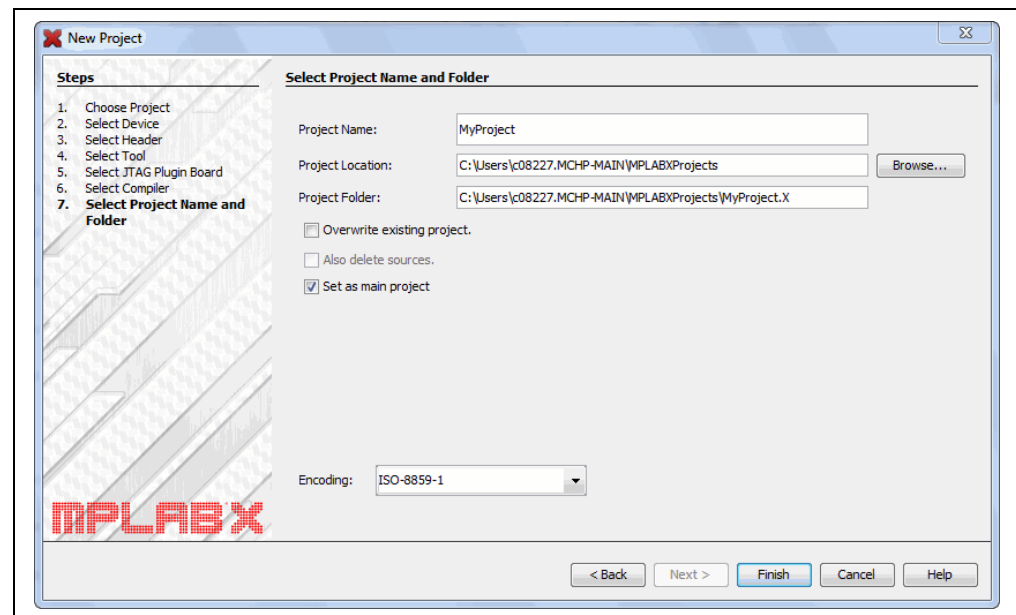 New Project
Steps
1. Choose Project
2. Select Device
3. Select Header
4. Select Tool
5. Select JTAG Plugin Board
6. Select Compiler
7. Select Project Name and
Folder
Select Project Name and Folder
Project Name: MyProject
Project Location: C:\Users\c08227.MCHP-MAIN\MPLABXProjects Browse...
Project Folder: C:\Users\c08227.MCHP-MAIN\MPLABXProjects\MyProject.X
Overwrite existing project.
Also delete sources.
Set as main project
Encoding: ISO-8859-1
MPLABX
< Back Next > Finish Cancel Help